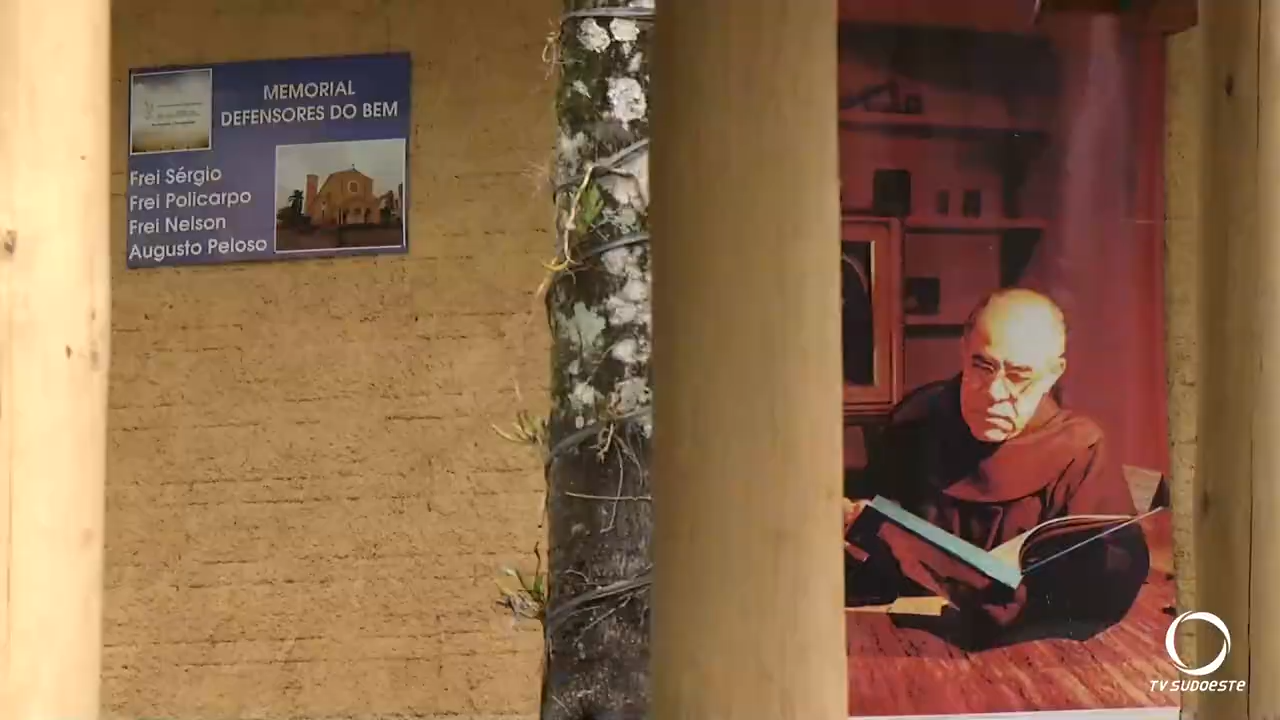 MEMORIAL
DEFENSORES DO BEM
Frei Sérgio
Frei Policarpo
Frei Nelson
Augusto Peloso
TV SUDOESTE